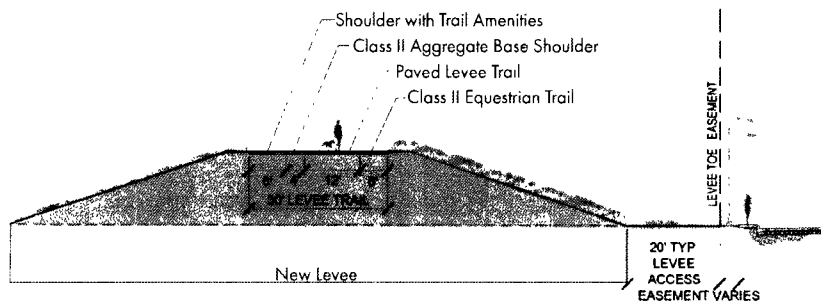 Shoulder with Trail Amenities
Class II Aggregate Base Shoulder
Paved Levee Trail
Class II Equestrian Trail
LEVEE TOE EASEMENT
12'
LEVEE TRAIL
New Levee
20' TYP
LEVEE
ACCESS
EASEMENT VARIES